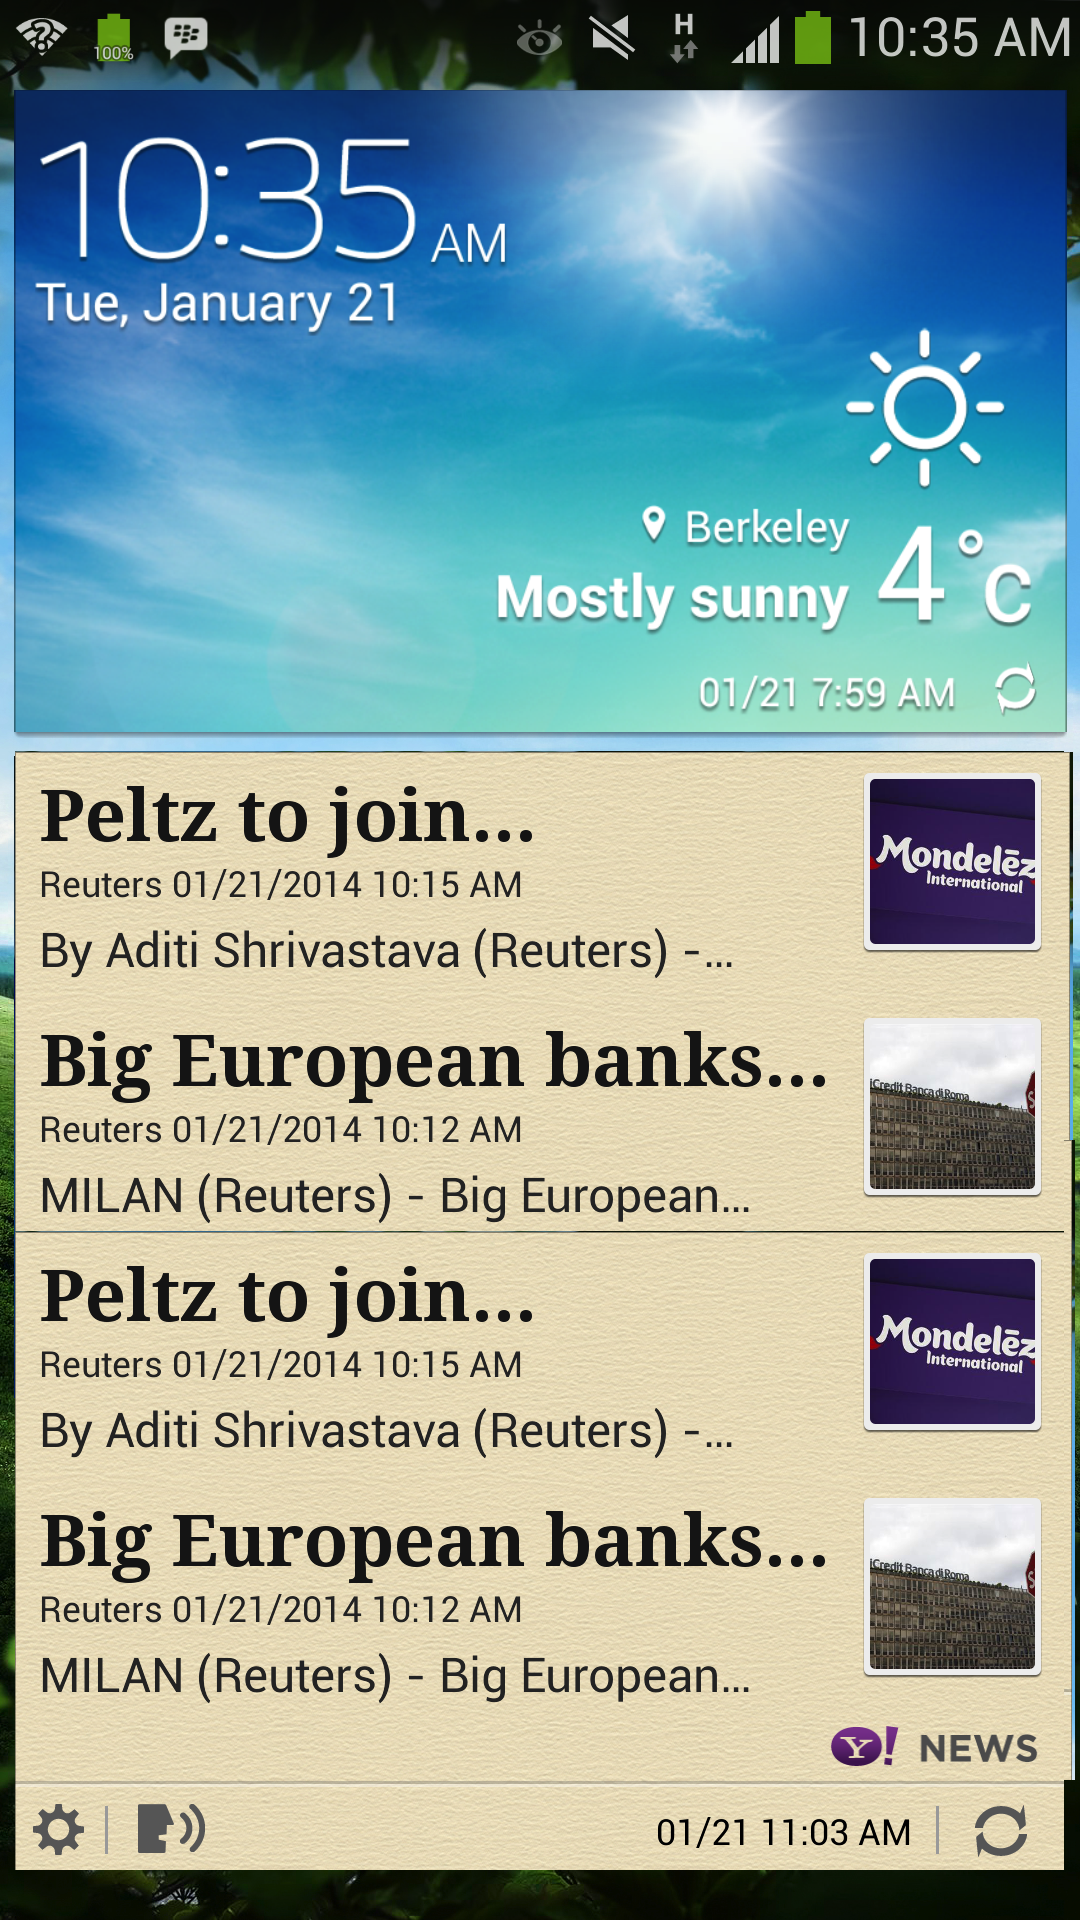 100%
H
10:35 AM
10:35 AM
Tue, January 21
Berkeley
Mostly sunny
4°c
01/21 7:59 AM
Peltz to join...
Reuters 01/21/2014 10:15 AM
By Aditi Shrivastava (Reuters) -...
Mondelēz
International
Big European banks...
Reuters 01/21/2014 10:12 AM
MILAN (Reuters) - Big European...
iCredit Banca di Roma
S
Peltz to join...
Reuters 01/21/2014 10:15 AM
By Aditi Shrivastava (Reuters) -...
Mondelēz
International
Big European banks...
Reuters 01/21/2014 10:12 AM
MILAN (Reuters) - Big European...
iCredit Banca di Roma
S
Y! NEWS
01/21 11:03 AM